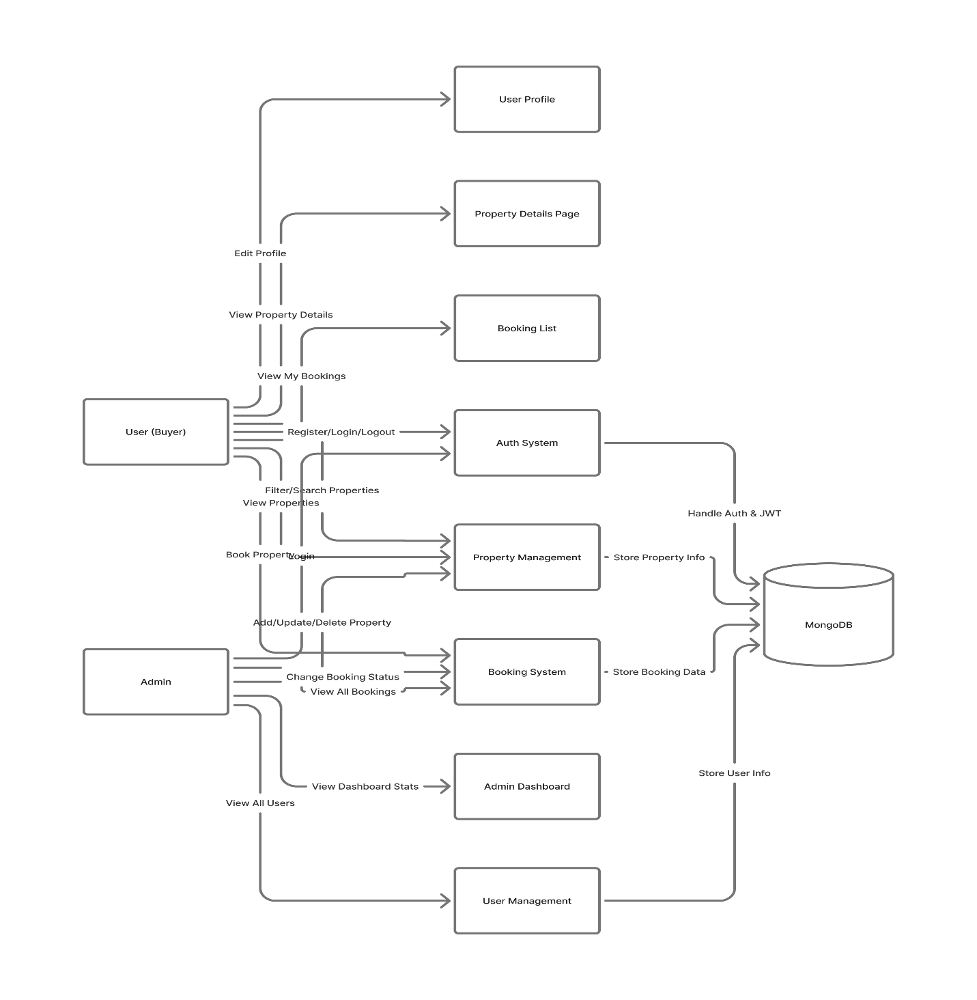 User Profile
Property Details Page
Edit Profile
View Property Details
Booking List
View My Bookings
User (Buyer)
Register/Login/Logout
Auth System
Filter/Search Properties
View Properties
Handle Auth & JWT
Book Property
Login
Property Management
Store Property Info
Add/Update/Delete Property
MongoDB
Admin
Change Booking Status
View All Bookings
Booking System
Store Booking Data
View Dashboard Stats
Admin Dashboard
Store User Info
View All Users
User Management